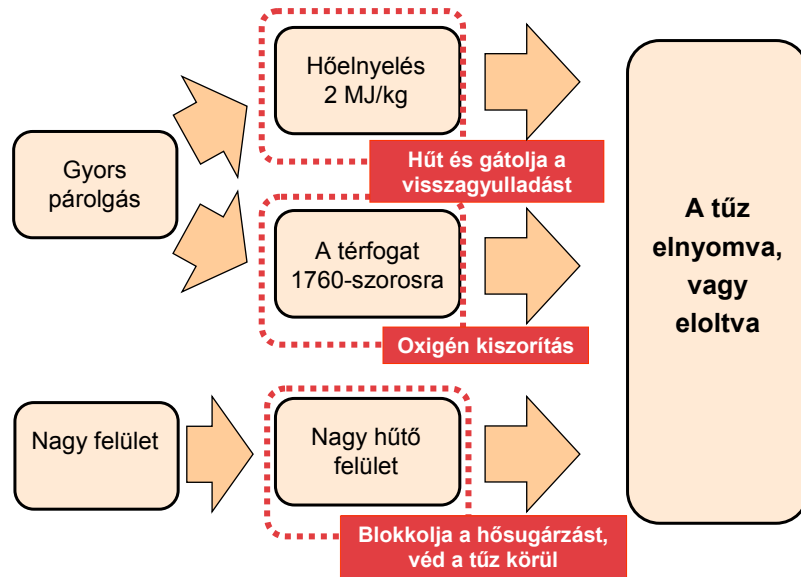 Gyors
párolgás
Hőelnyelés
2 MJ/kg
Hűt és gátolja a
visszagyulladást
A térfogat
1760-szorosra
Oxigén kiszorítás
Nagy felület
Nagy hűtő
felület
Blokkolja a hősugárzást,
véd a tűz körül
A tűz
elnyomva,
vagy
eloltva